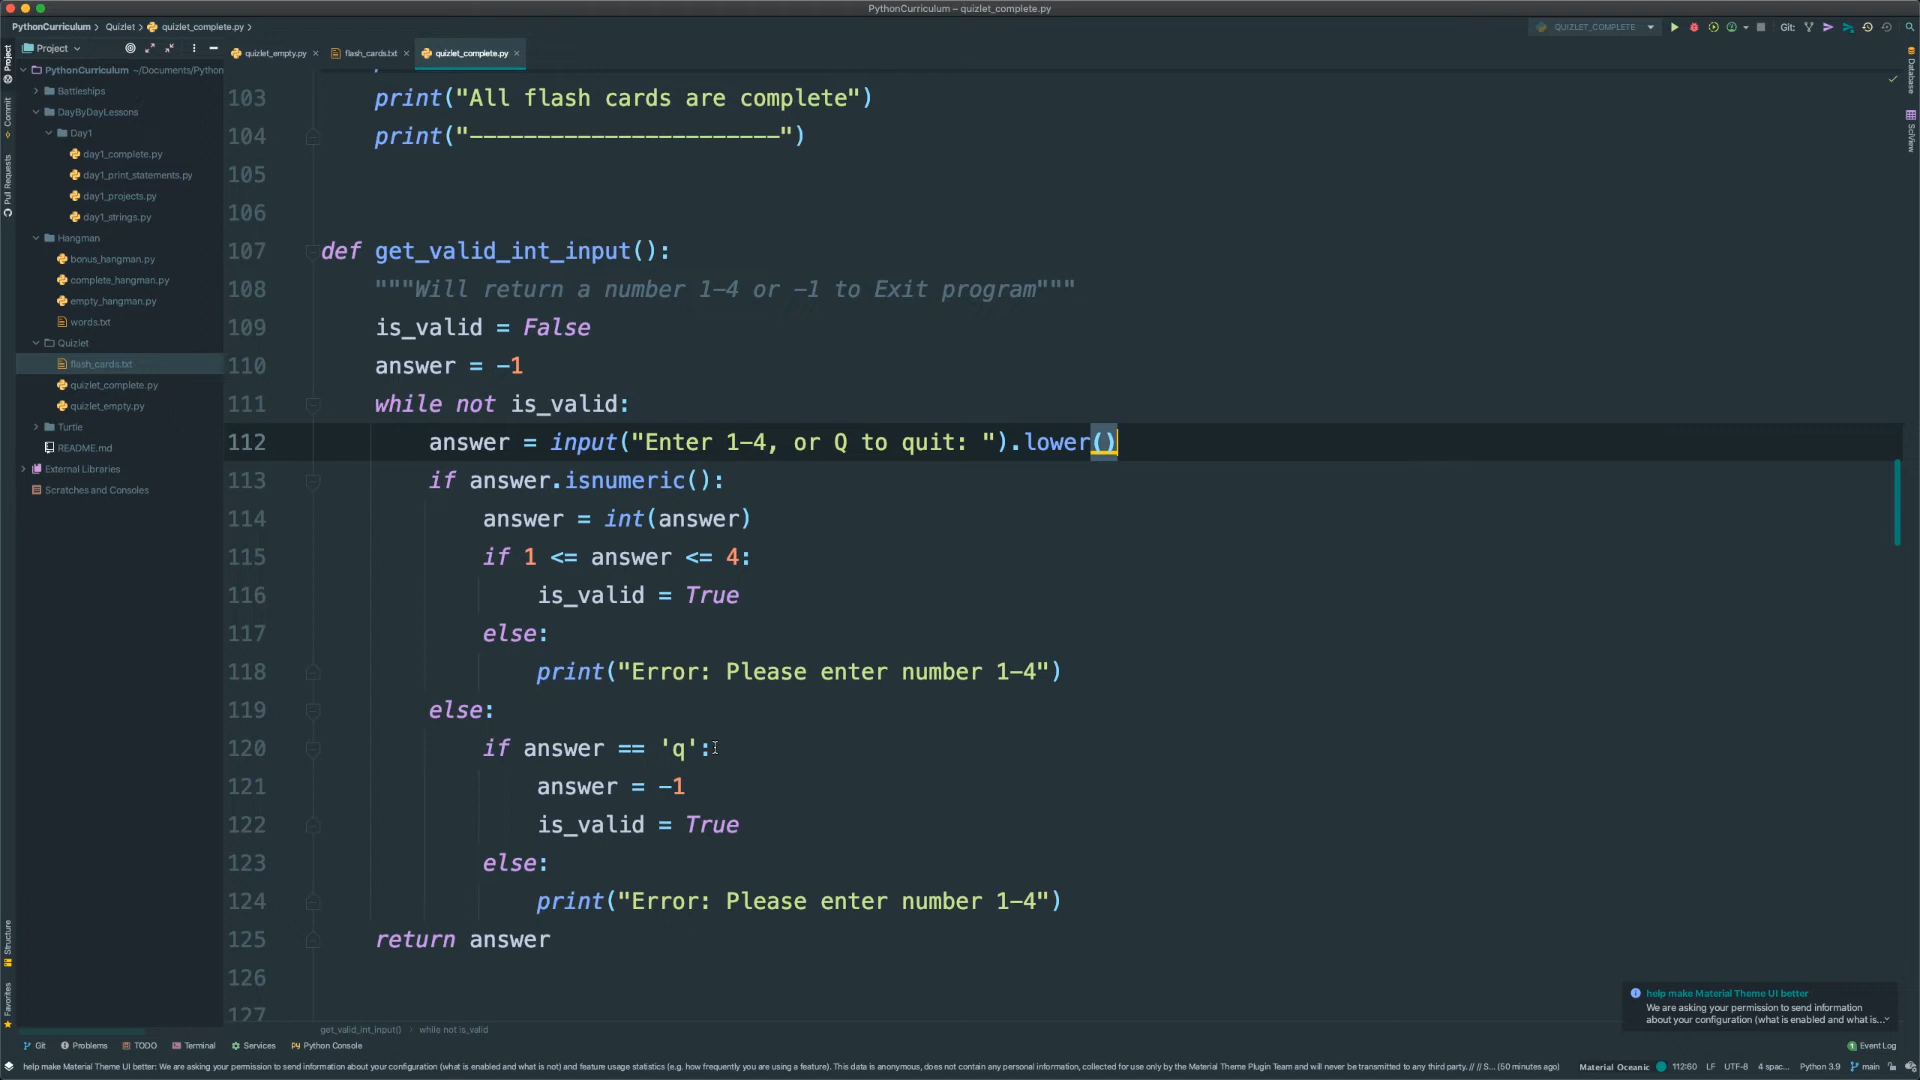 PythonCurriculum – quizlet_complete.py
PythonCurriculum › Quizlet › quizlet_complete.py
QUIZLET_COMPLETE
Git:
Project
quizlet_empty.py
flash_cards.txt
quizlet_complete.py
PythonCurriculum ~/Documents/Python
Battleships
DayByDayLessons
Day1
day1_complete.py
day1_print_statements.py
day1_projects.py
day1_strings.py
Hangman
bonus_hangman.py
complete_hangman.py
empty_hangman.py
words.txt
Quizlet
flash_cards.txt
quizlet_complete.py
quizlet_empty.py
Turtle
README.md
External Libraries
Scratches and Consoles
Project
Commit
Pull Requests
Structure
Favorites
Database
SciView
103 print("All flash cards are complete")
104 print("-----------------------")
105
106
107 def get_valid_int_input():
108 """Will return a number 1-4 or -1 to Exit program"""
109 is_valid = False
110 answer = -1
111 while not is_valid:
112 answer = input("Enter 1-4, or Q to quit: ").lower()
113 if answer.isnumeric():
114 answer = int(answer)
115 if 1 <= answer <= 4:
116 is_valid = True
117 else:
118 print("Error: Please enter number 1-4")
119 else:
120 if answer == 'q':
121 answer = -1
122 is_valid = True
123 else:
124 print("Error: Please enter number 1-4")
125 return answer
126
127
help make Material Theme UI better
We are asking your permission to send information
about your configuration (what is enabled and what is...
get_valid_int_input() › while not is_valid
Git Problems TODO Terminal Services Python Console
Event Log
help make Material Theme UI better: We are asking your permission to send information about your configuration (what is enabled and what is not) and feature usage statistics (e.g. how frequently you are using a feature). This data is anonymous, does not contain any personal information, collected for use only by the Material Theme Plugin Team and will never be transmitted to any third party. // // S... (50 minutes ago)
Material Oceanic 112:60 LF UTF-8 4 spac... Python 3.9 main